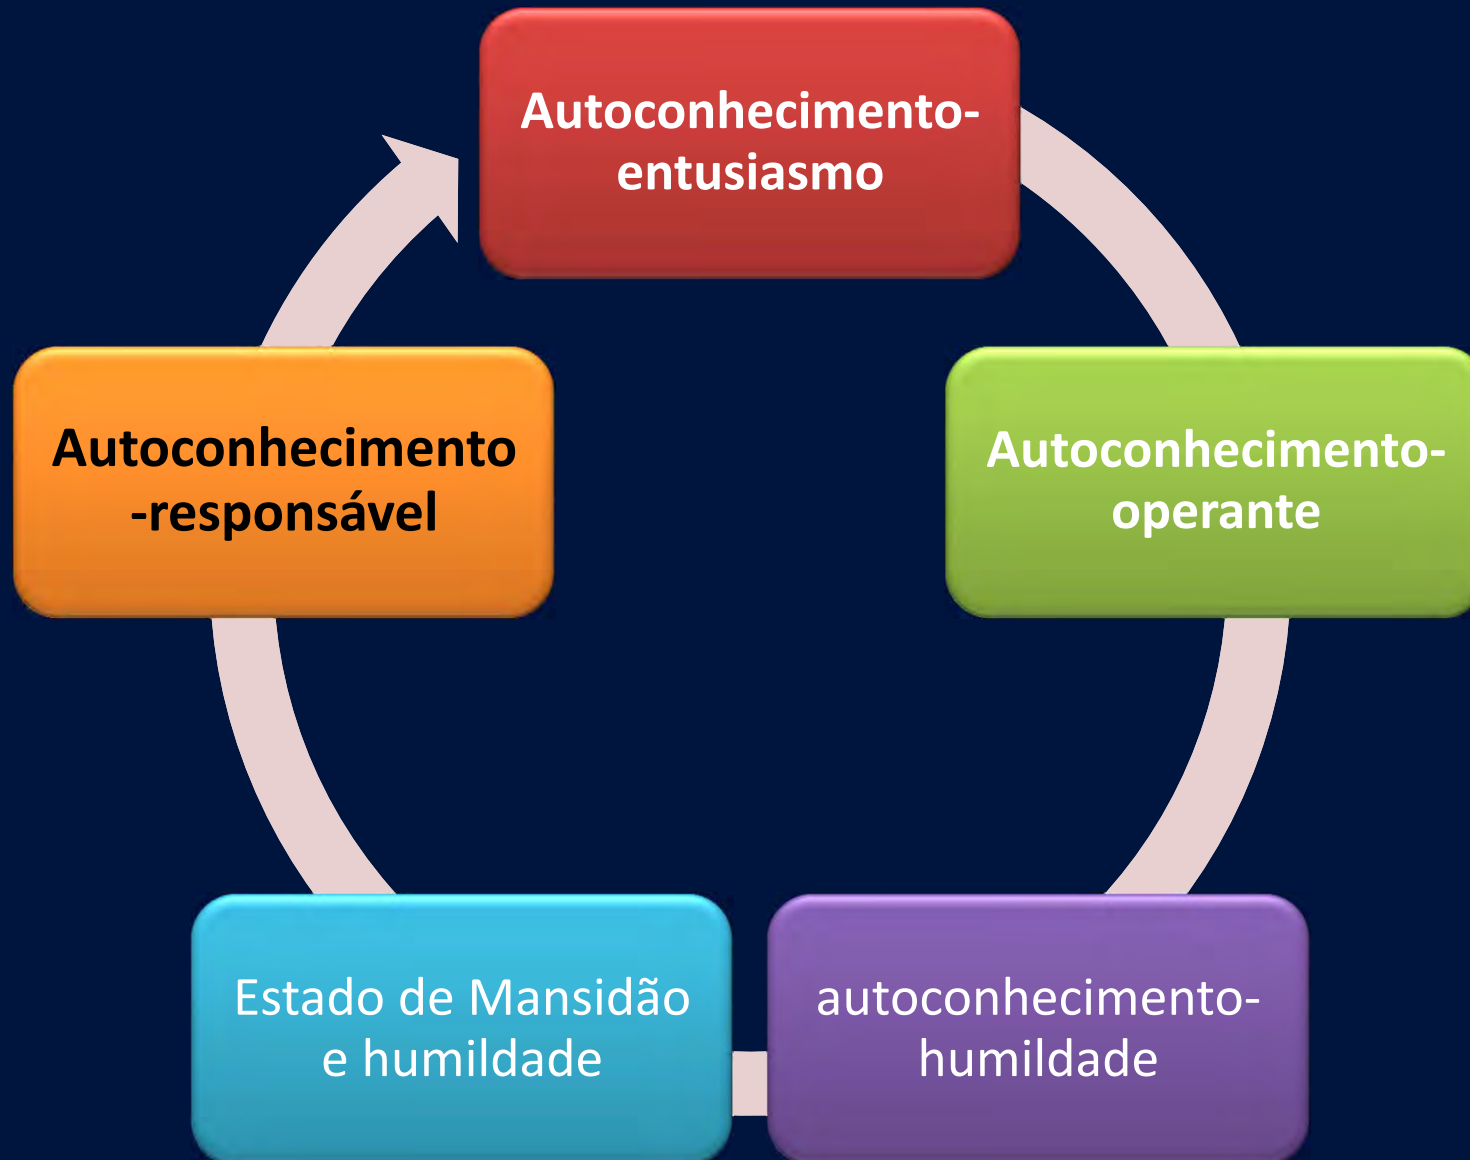 Autoconhecimento-
entusiasmo
Autoconhecimento-
operante
autoconhecimento-
humildade
Estado de Mansidão
e humildade
Autoconhecimento
-responsável